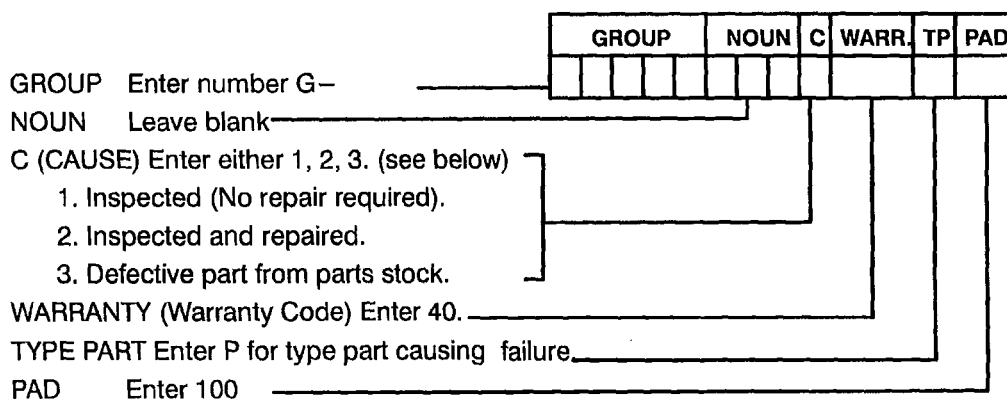 GROUP NOUN C WARR. TP PAD
GROUP Enter number G–
NOUN Leave blank
C (CAUSE) Enter either 1, 2, 3. (see below)
1. Inspected (No repair required).
2. Inspected and repaired.
3. Defective part from parts stock.
WARRANTY (Warranty Code) Enter 40.
TYPE PART Enter P for type part causing failure
PAD Enter 100